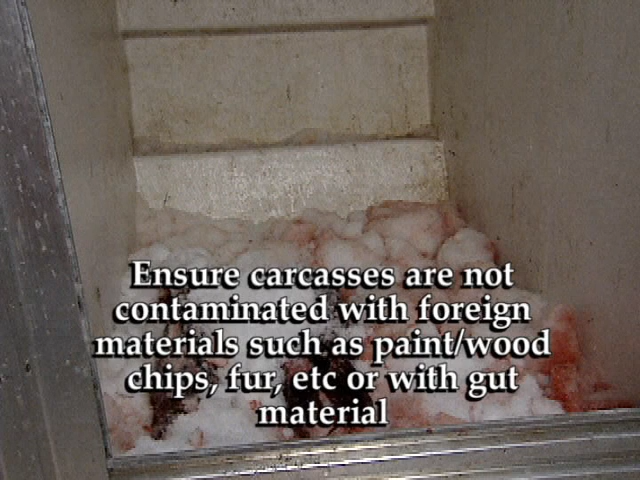 Ensure carcasses are not
contaminated with foreign
materials such as paint/wood
chips, fur, etc or with gut
material